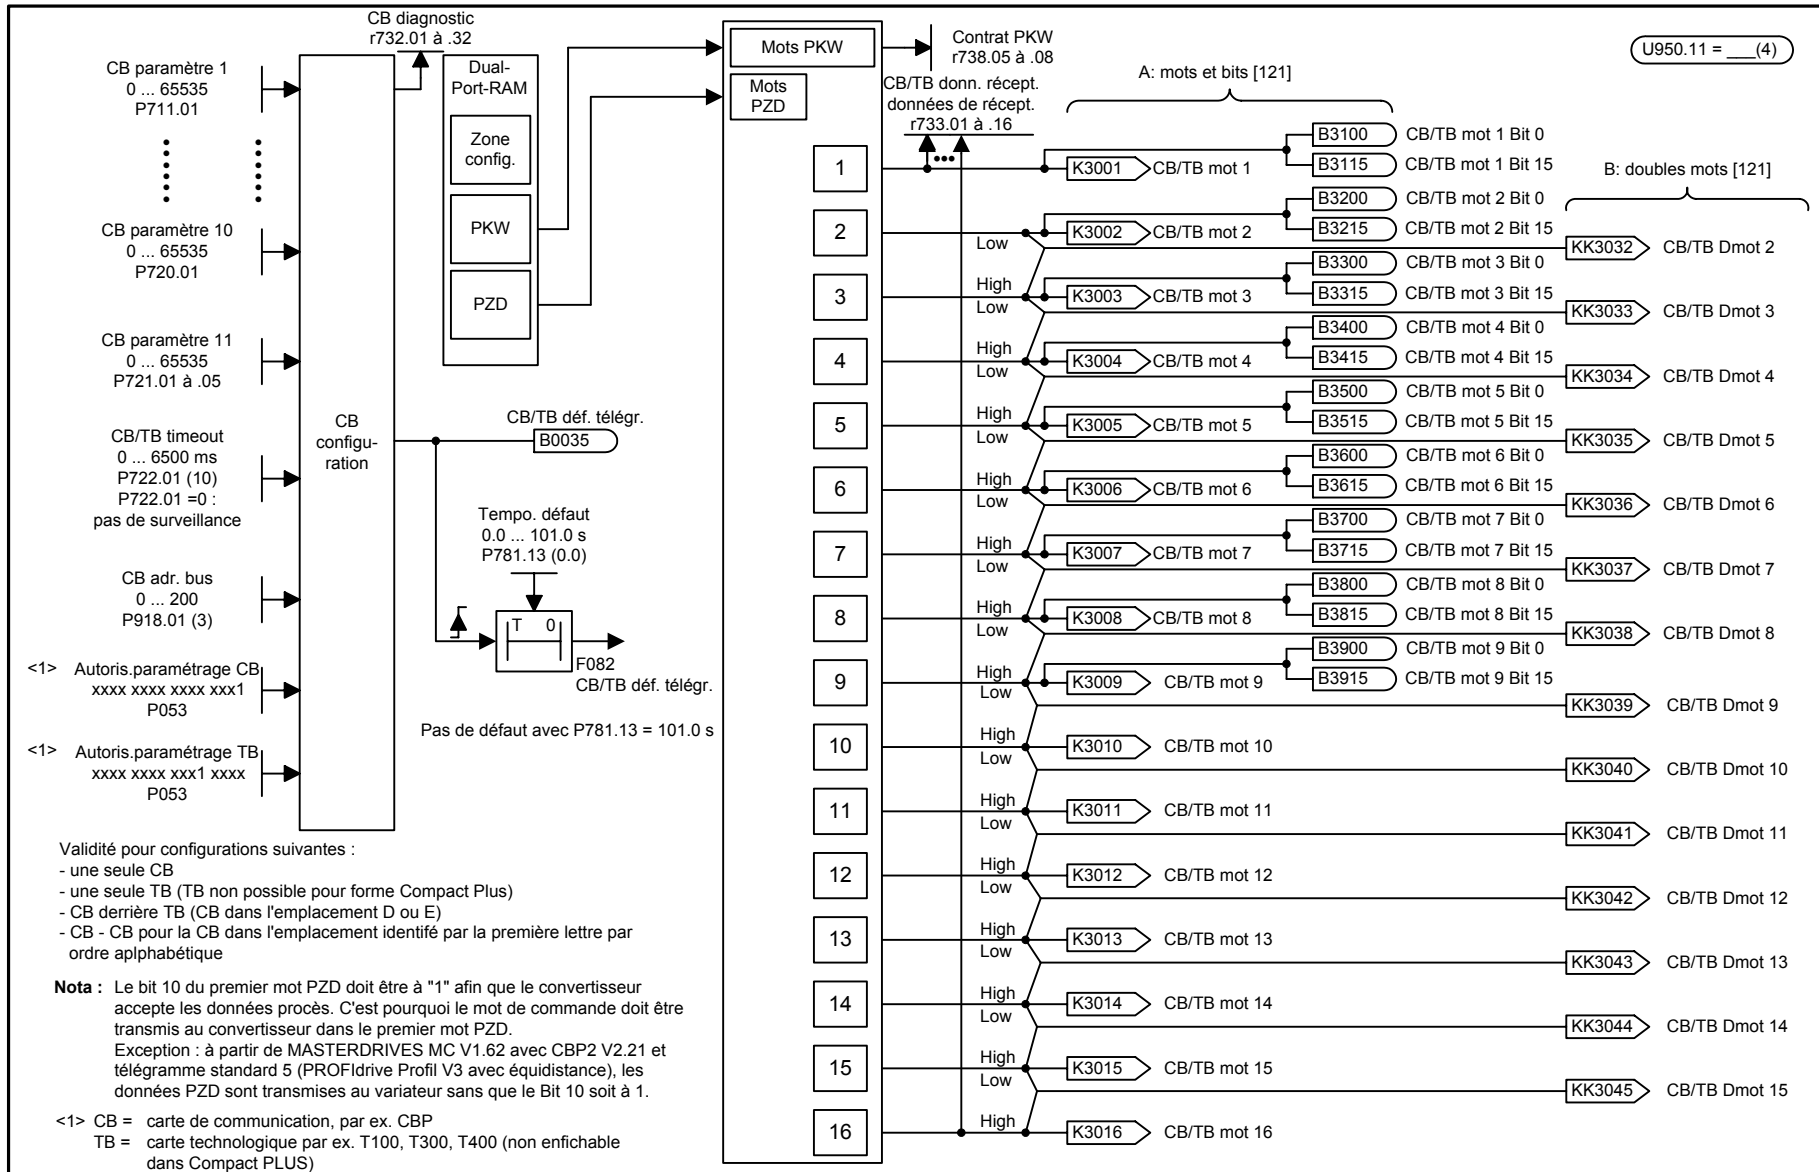 CB diagnostic
r732.01 à .32
CB paramètre 1
0 ... 65535
P711.01
CB paramètre 10
0 ... 65535
P720.01
CB paramètre 11
0 ... 65535
P721.01 à .05
CB/TB timeout
0 ... 6500 ms
P722.01 (10)
P722.01 =0 :
pas de surveillance
CB adr. bus
0 ... 200
P918.01 (3)
<1> Autoris.paramétrage CB
xxxx xxxx xxxx xxx1
P053
<1> Autoris.paramétrage TB
xxxx xxxx xxx1 xxxx
P053
CB
configu-
ration
Dual-
Port-RAM
Zone
config.
PKW
PZD
CB/TB déf. télégr.
B0035
Tempo. défaut
0.0 ... 101.0 s
P781.13 (0.0)
T 0
F082
CB/TB déf. télégr.
Pas de défaut avec P781.13 = 101.0 s
Validité pour configurations suivantes :
- une seule CB
- une seule TB (TB non possible pour forme Compact Plus)
- CB derrière TB (CB dans l'emplacement D ou E)
- CB - CB pour la CB dans l'emplacement identifé par la première lettre par
ordre aplphabétique
Nota : Le bit 10 du premier mot PZD doit être à "1" afin que le convertisseur
accepte les données procès. C'est pourquoi le mot de commande doit être
transmis au convertisseur dans le premier mot PZD.
Exception : à partir de MASTERDRIVES MC V1.62 avec CBP2 V2.21 et
télégramme standard 5 (PROFIdrive Profil V3 avec équidistance), les
données PZD sont transmises au variateur sans que le Bit 10 soit à 1.
<1> CB = carte de communication, par ex. CBP
TB = carte technologique par ex. T100, T300, T400 (non enfichable
dans Compact PLUS)
Mots PKW
Mots
PZD
Contrat PKW
r738.05 à .08
CB/TB donn. récept.
données de récept.
r733.01 à .16
A: mots et bits [121]
U950.11 = ___(4)
B: doubles mots [121]
1 K3001 CB/TB mot 1
B3100 CB/TB mot 1 Bit 0
B3115 CB/TB mot 1 Bit 15
2 K3002 CB/TB mot 2
B3200 CB/TB mot 2 Bit 0
B3215 CB/TB mot 2 Bit 15
Low KK3032 CB/TB Dmot 2
3 High K3003 CB/TB mot 3
B3300 CB/TB mot 3 Bit 0
B3315 CB/TB mot 3 Bit 15
Low KK3033 CB/TB Dmot 3
4 High K3004 CB/TB mot 4
B3400 CB/TB mot 4 Bit 0
B3415 CB/TB mot 4 Bit 15
Low KK3034 CB/TB Dmot 4
5 High K3005 CB/TB mot 5
B3500 CB/TB mot 5 Bit 0
B3515 CB/TB mot 5 Bit 15
Low KK3035 CB/TB Dmot 5
6 High K3006 CB/TB mot 6
B3600 CB/TB mot 6 Bit 0
B3615 CB/TB mot 6 Bit 15
Low KK3036 CB/TB Dmot 6
7 High K3007 CB/TB mot 7
B3700 CB/TB mot 7 Bit 0
B3715 CB/TB mot 7 Bit 15
Low KK3037 CB/TB Dmot 7
8 High K3008 CB/TB mot 8
B3800 CB/TB mot 8 Bit 0
B3815 CB/TB mot 8 Bit 15
Low KK3038 CB/TB Dmot 8
9 High K3009 CB/TB mot 9
B3900 CB/TB mot 9 Bit 0
B3915 CB/TB mot 9 Bit 15
Low KK3039 CB/TB Dmot 9
10 High K3010 CB/TB mot 10
Low KK3040 CB/TB Dmot 10
11 High K3011 CB/TB mot 11
Low KK3041 CB/TB Dmot 11
12 High K3012 CB/TB mot 12
Low KK3042 CB/TB Dmot 12
13 High K3013 CB/TB mot 13
Low KK3043 CB/TB Dmot 13
14 High K3014 CB/TB mot 14
Low KK3044 CB/TB Dmot 14
15 High K3015 CB/TB mot 15
Low KK3045 CB/TB Dmot 15
16 High K3016 CB/TB mot 16